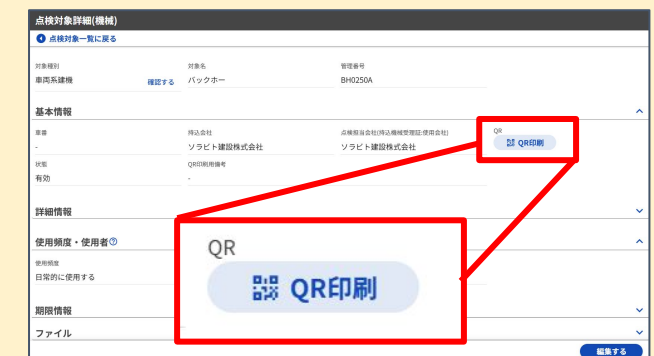 点検対象詳細(機械)
点検対象一覧に戻る
対象種別 対象名 管理番号
車両系建機 確認する バックホー BH0250A
基本情報
車番 持込会社 点検担当会社(持込機械受理証:使用会社) QR
- ソラビト建設株式会社 ソラビト建設株式会社 QR印刷
状態 QR印刷用備考
有効 -
詳細情報
使用頻度・使用者?
使用頻度
日常的に使用する
QR
QR印刷
期限情報
ファイル
編集する